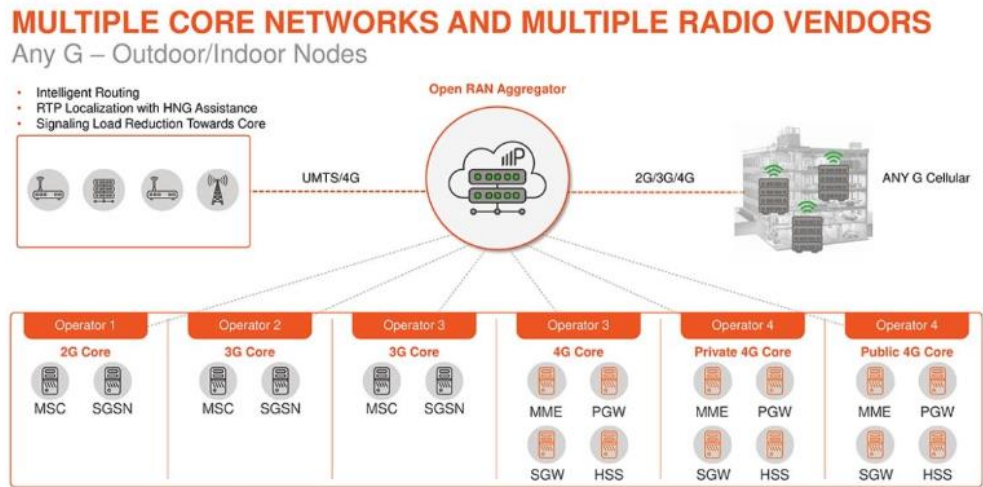 MULTIPLE CORE NETWORKS AND MULTIPLE RADIO VENDORS
Any G – Outdoor/Indoor Nodes
• Intelligent Routing
• RTP Localization with HNG Assistance
• Signaling Load Reduction Towards Core
Open RAN Aggregator
P
UMTS/4G
2G/3G/4G
ANY G Cellular
Operator 1
2G Core
MSC SGSN
Operator 2
3G Core
MSC SGSN
Operator 3
3G Core
MSC SGSN
Operator 3
4G Core
MME PGW
SGW HSS
Operator 4
Private 4G Core
MME PGW
SGW HSS
Operator 4
Public 4G Core
MME PGW
SGW HSS